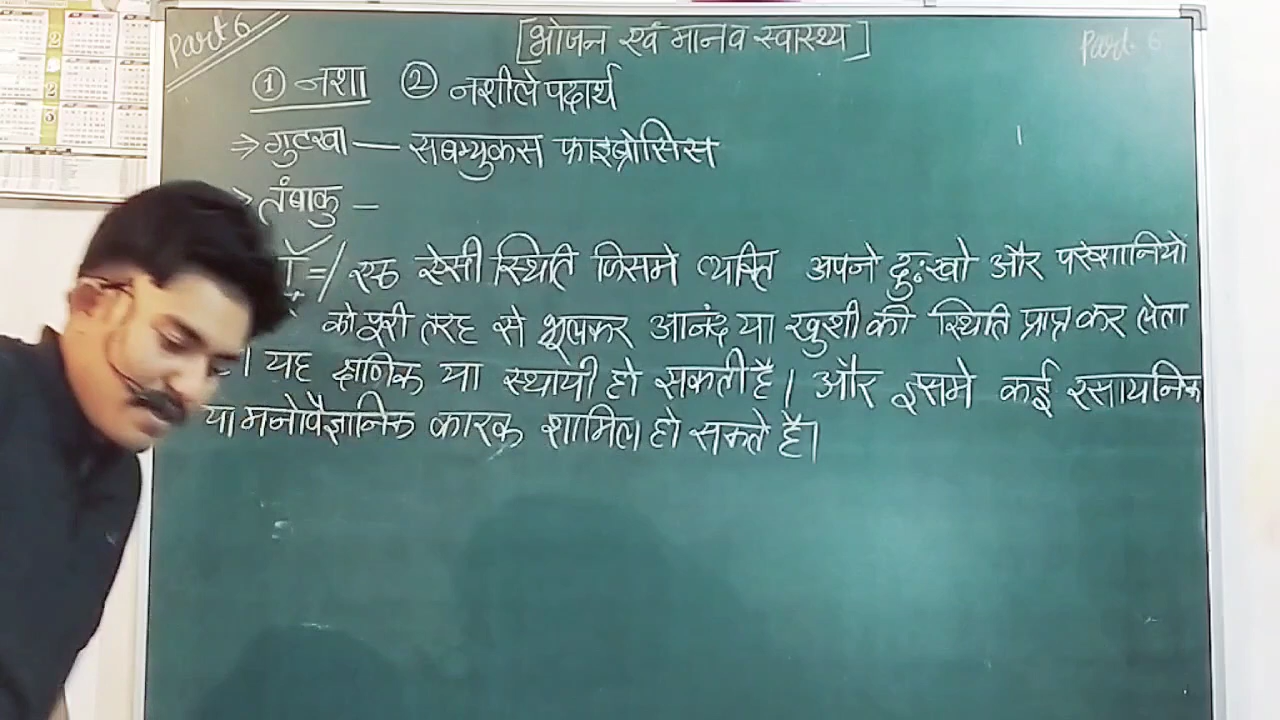 Part 6
[भोजन एवं मानव स्वास्थ्य]
Part 6
① नशा ② नशीले पदार्थ
⇒ गुटखा — सबम्युकस फाइब्रोसिस
⇒ तंबाकु —
=/ एक ऐसी स्थिति जिसमे व्यक्ति अपने दुःखो और परेशानियों
को पूरी तरह से भूलकर आनंद या खुशी की स्थिति प्राप्त कर लेता
। यह क्षणिक या स्थायी हो सकती है। और इसमे कई रसायनिक
या मनोवैज्ञानिक कारक शामिल हो सकते है।